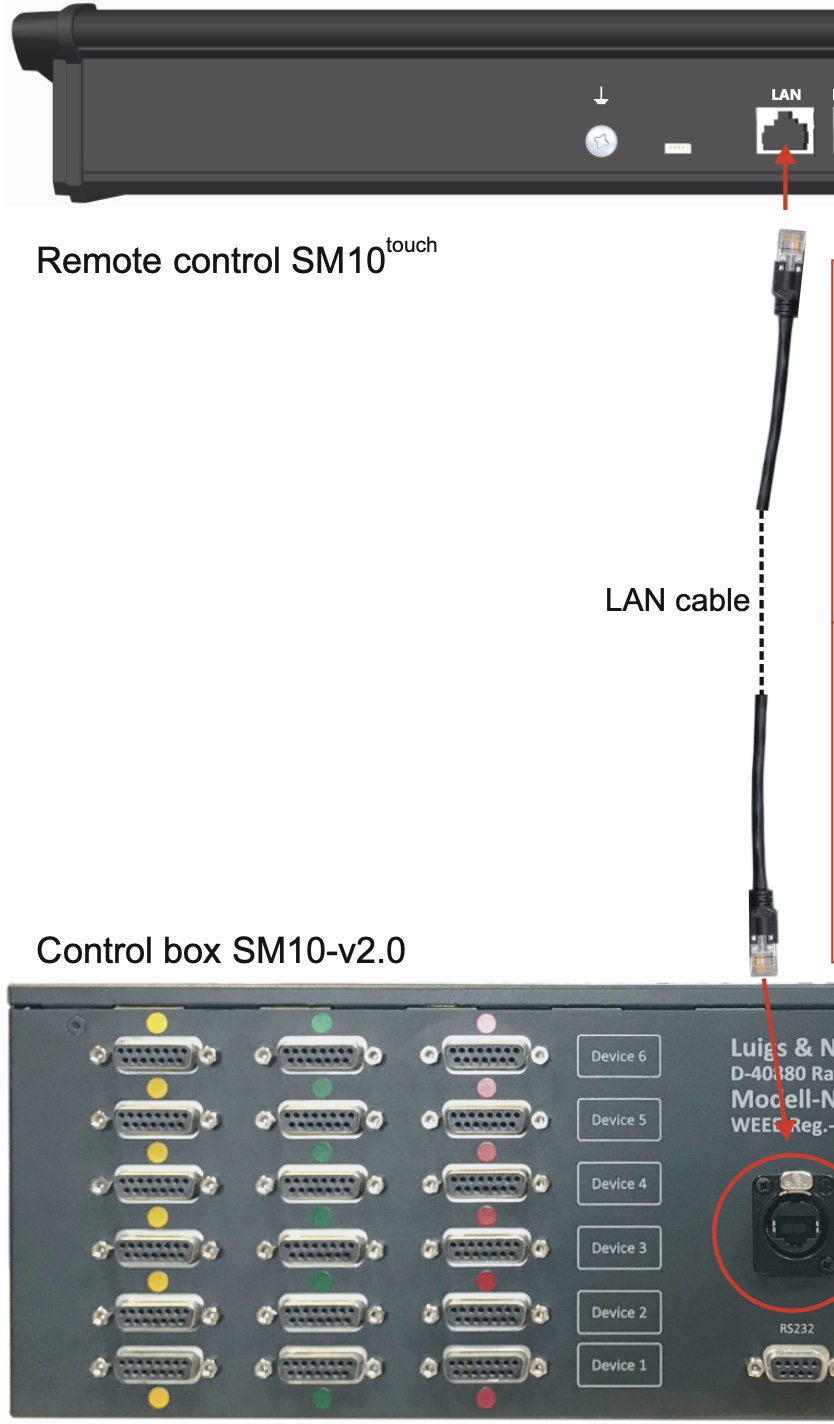 LAN
Remote control SM10touch
LAN cable
Control box SM10-v2.0
Device 6
Luigs & N
D-40880 Ra
Device 5
Modell-N
WEEE Reg.-
Device 4
Device 3
Device 2
RS232
Device 1